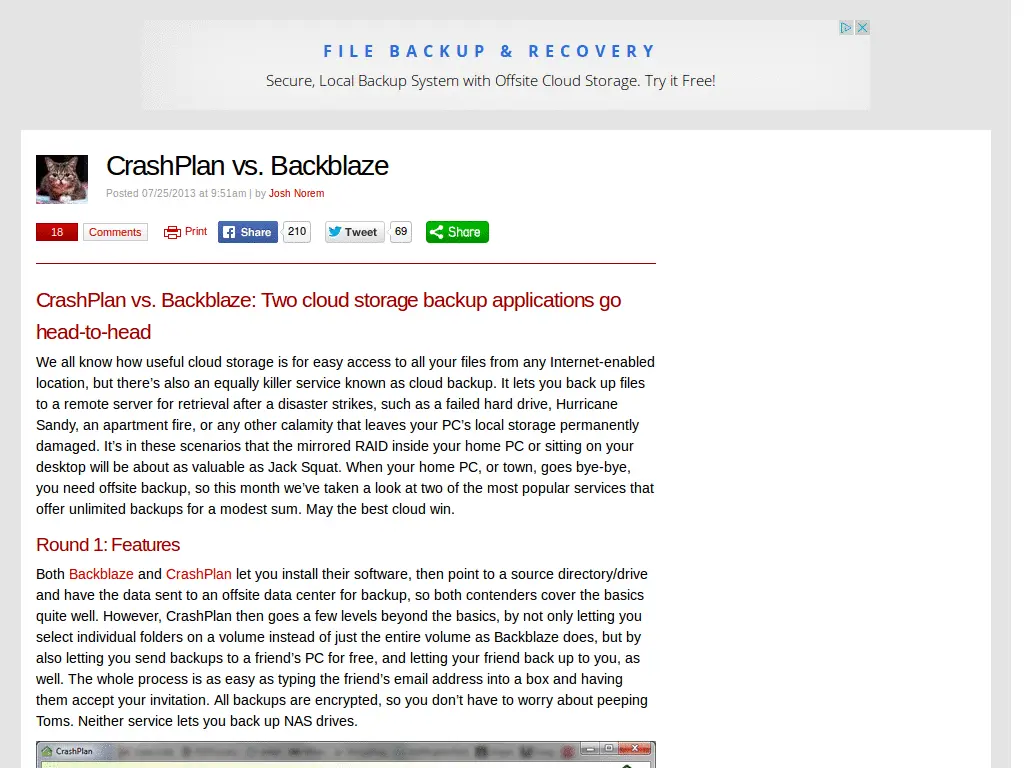 FILE BACKUP & RECOVERY
Secure, Local Backup System with Offsite Cloud Storage. Try it Free!
CrashPlan vs. Backblaze
Posted 07/25/2013 at 9:51am | by Josh Norem
18 Comments Print Share 210 Tweet 69 Share
CrashPlan vs. Backblaze: Two cloud storage backup applications go
head-to-head
We all know how useful cloud storage is for easy access to all your files from any Internet-enabled
location, but there’s also an equally killer service known as cloud backup. It lets you back up files
to a remote server for retrieval after a disaster strikes, such as a failed hard drive, Hurricane
Sandy, an apartment fire, or any other calamity that leaves your PC’s local storage permanently
damaged. It’s in these scenarios that the mirrored RAID inside your home PC or sitting on your
desktop will be about as valuable as Jack Squat. When your home PC, or town, goes bye-bye,
you need offsite backup, so this month we’ve taken a look at two of the most popular services that
offer unlimited backups for a modest sum. May the best cloud win.
Round 1: Features
Both Backblaze and CrashPlan let you install their software, then point to a source directory/drive
and have the data sent to an offsite data center for backup, so both contenders cover the basics
quite well. However, CrashPlan then goes a few levels beyond the basics, by not only letting you
select individual folders on a volume instead of just the entire volume as Backblaze does, but by
also letting you send backups to a friend’s PC for free, and letting your friend back up to you, as
well. The whole process is as easy as typing the friend’s email address into a box and having
them accept your invitation. All backups are encrypted, so you don’t have to worry about peeping
Toms. Neither service lets you back up NAS drives.
CrashPlan